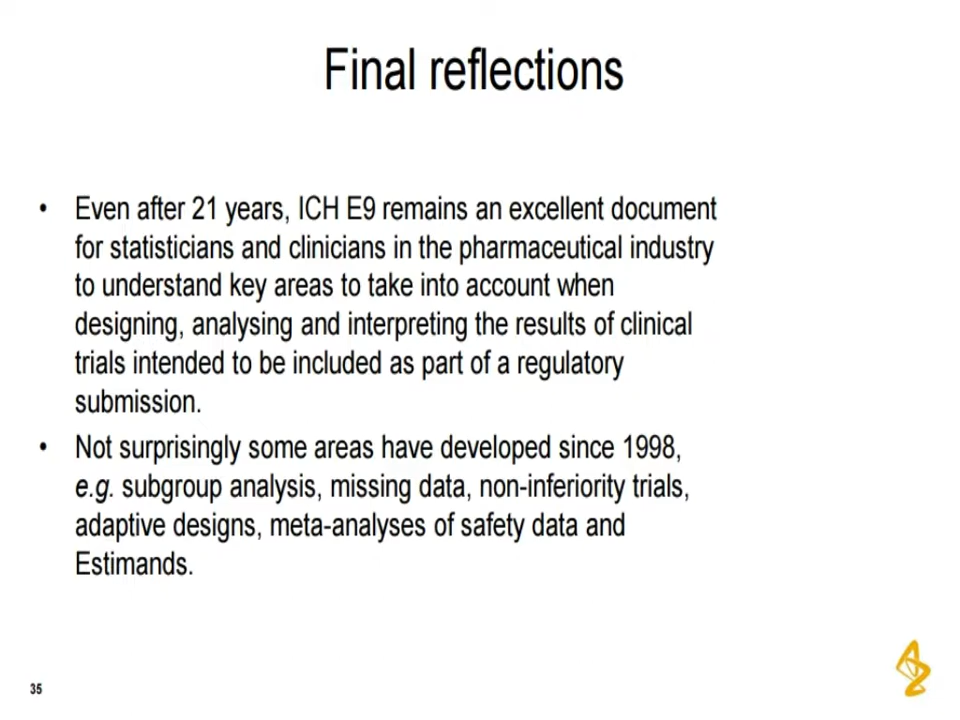 Final reflections
• Even after 21 years, ICH E9 remains an excellent document
for statisticians and clinicians in the pharmaceutical industry
to understand key areas to take into account when
designing, analysing and interpreting the results of clinical
trials intended to be included as part of a regulatory
submission.
• Not surprisingly some areas have developed since 1998,
e.g. subgroup analysis, missing data, non-inferiority trials,
adaptive designs, meta-analyses of safety data and
Estimands.
35